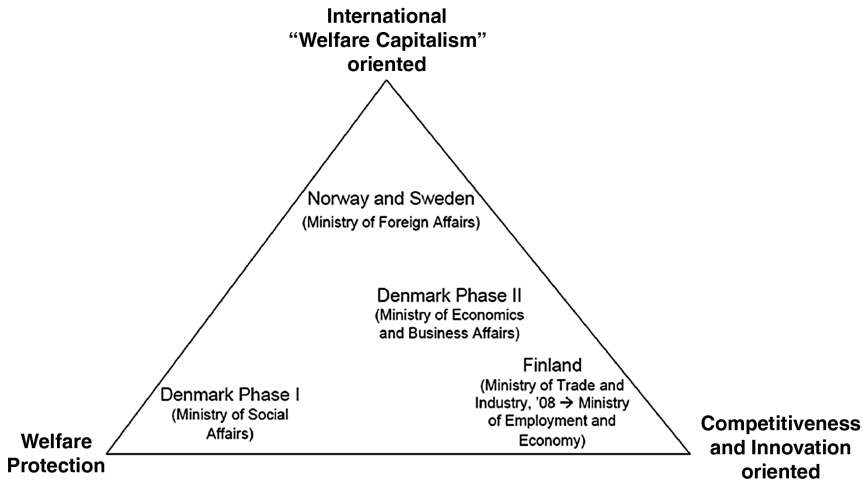 International
“Welfare Capitalism”
oriented
Norway and Sweden
(Ministry of Foreign Affairs)
Denmark Phase II
(Ministry of Economics
and Business Affairs)
Finland
(Ministry of Trade and
Industry, ’08 → Ministry
of Employment and
Economy)
Denmark Phase I
(Ministry of Social
Affairs)
Welfare
Protection
Competitiveness
and Innovation
oriented